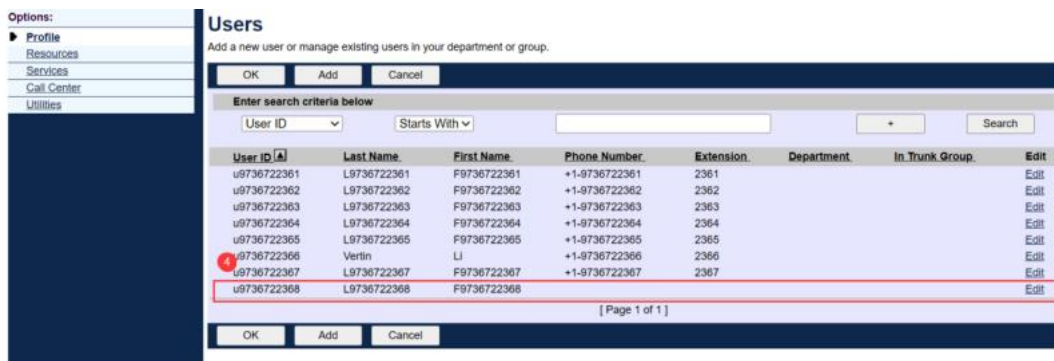 Options:
Profile
Resources
Services
Call Center
Utilities
Users
Add a new user or manage existing users in your department or group.
OK Add Cancel
Enter search criteria below
User ID Starts With + Search
User ID Last Name First Name Phone Number Extension Department In Trunk Group Edit
u9736722361 L9736722361 F9736722361 +1-9736722361 2361 Edit
u9736722362 L9736722362 F9736722362 +1-9736722362 2362 Edit
u9736722363 L9736722363 F9736722363 +1-9736722363 2363 Edit
u9736722364 L9736722364 F9736722364 +1-9736722364 2364 Edit
u9736722365 L9736722365 F9736722365 +1-9736722365 2365 Edit
u9736722366 Vertin Li +1-9736722366 2366 Edit
4
u9736722367 L9736722367 F9736722367 +1-9736722367 2367 Edit
u9736722368 L9736722368 F9736722368 Edit
[ Page 1 of 1 ]
OK Add Cancel